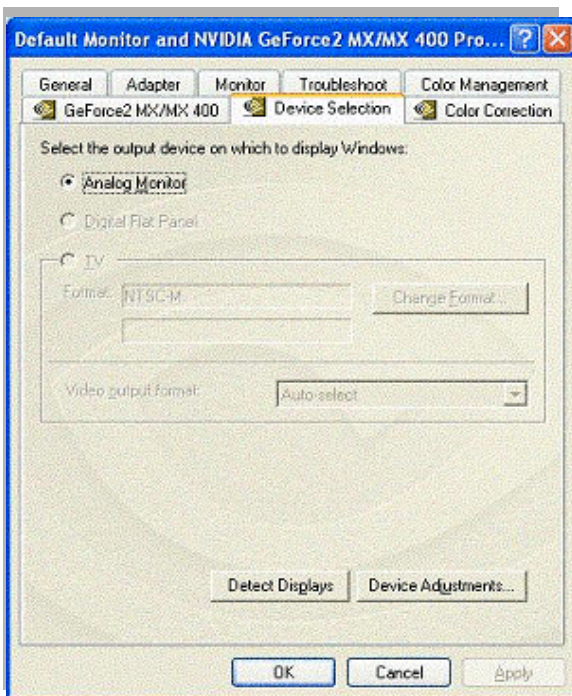 Default Monitor and NVIDIA GeForce2 MX/MX 400 Pro...
General Adapter Monitor Troubleshoot Color Management
GeForce2 MX/MX 400 Device Selection Color Correction
Select the output device on which to display Windows:
Analog Monitor
Digital Flat Panel
TV
Format: NTSC-M Change Format...
Video output format: Auto-select
Detect Displays Device Adjustments...
OK Cancel Apply